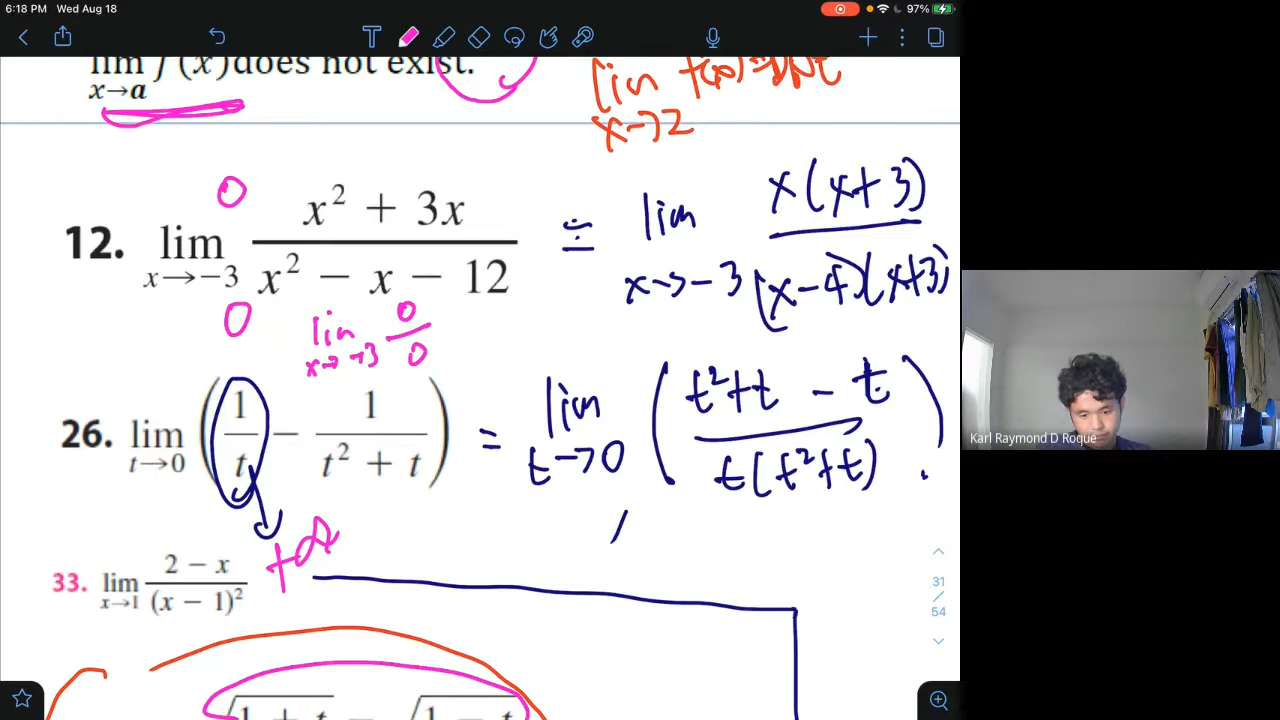 6:18 PM Wed Aug 18
97%
T
lim f (x) does not exist.
x→a
lim f(x)
x→2
0
12. lim x→−3 (x² + 3x)/(x² − x − 12) = lim x→−3 x(x+3)/(x−4)(x+3)
0
lim x→−3 0/0
26. lim t→0 (1/t − 1/(t² + t)) = lim t→0 (t²+t − t)/(t(t²+t))
+∞
33. lim x→1 (2 − x)/(x − 1)²
√1 + t − √1 − t
31
/
54
Karl Raymond D Roque